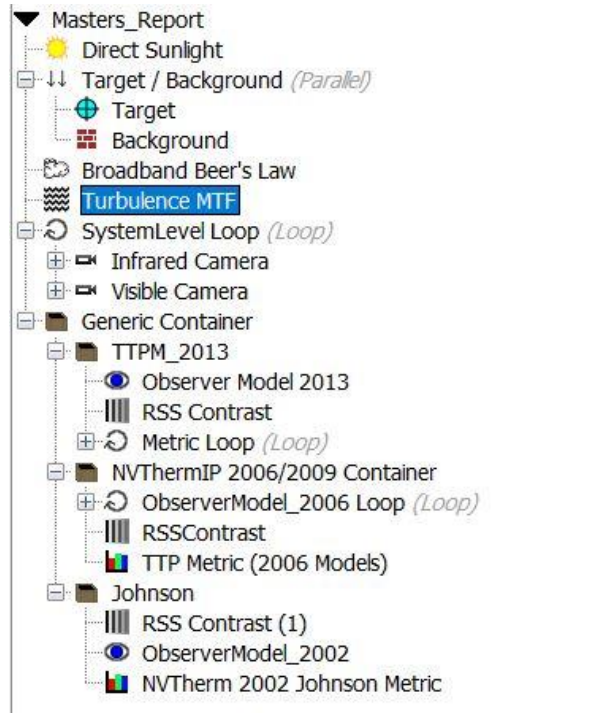 Masters_Report
Direct Sunlight
Target / Background (Parallel)
Target
Background
Broadband Beer's Law
Turbulence MTF
SystemLevel Loop (Loop)
Infrared Camera
Visible Camera
Generic Container
TTPM_2013
Observer Model 2013
RSS Contrast
Metric Loop (Loop)
NVThermIP 2006/2009 Container
ObserverModel_2006 Loop (Loop)
RSSContrast
TTP Metric (2006 Models)
Johnson
RSS Contrast (1)
ObserverModel_2002
NVTherm 2002 Johnson Metric